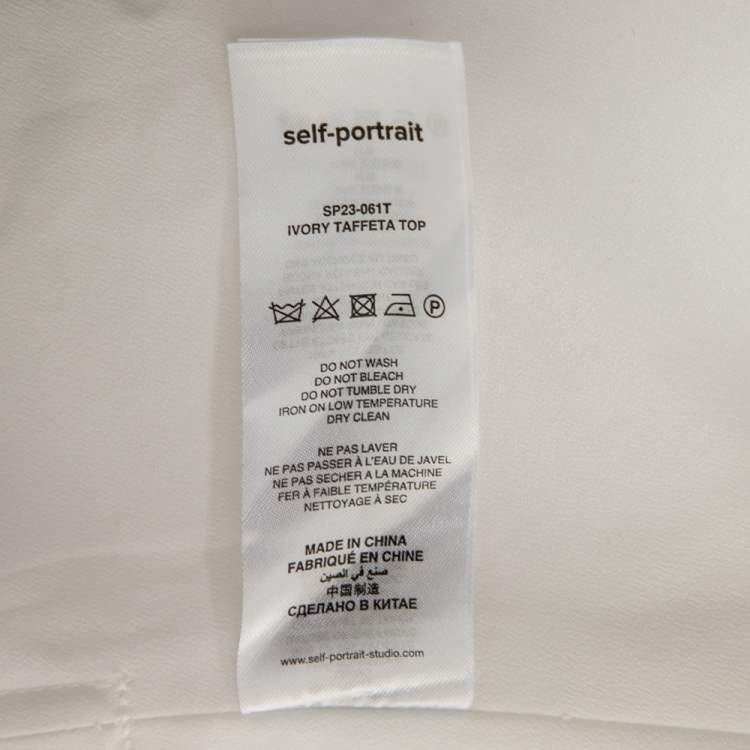 self-portrait
SP23-061T
IVORY TAFFETA TOP
P
DO NOT WASH
DO NOT BLEACH
DO NOT TUMBLE DRY
IRON ON LOW TEMPERATURE
DRY CLEAN
NE PAS LAVER
NE PAS PASSER À L'EAU DE JAVEL
NE PAS SECHER A LA MACHINE
FER À FAIBLE TEMPÉRATURE
NETTOYAGE À SEC
MADE IN CHINA
FABRIQUÉ EN CHINE
صنع في الصين
中国制造
СДЕЛАНО В КИТАЕ
www.self-portrait-studio.com